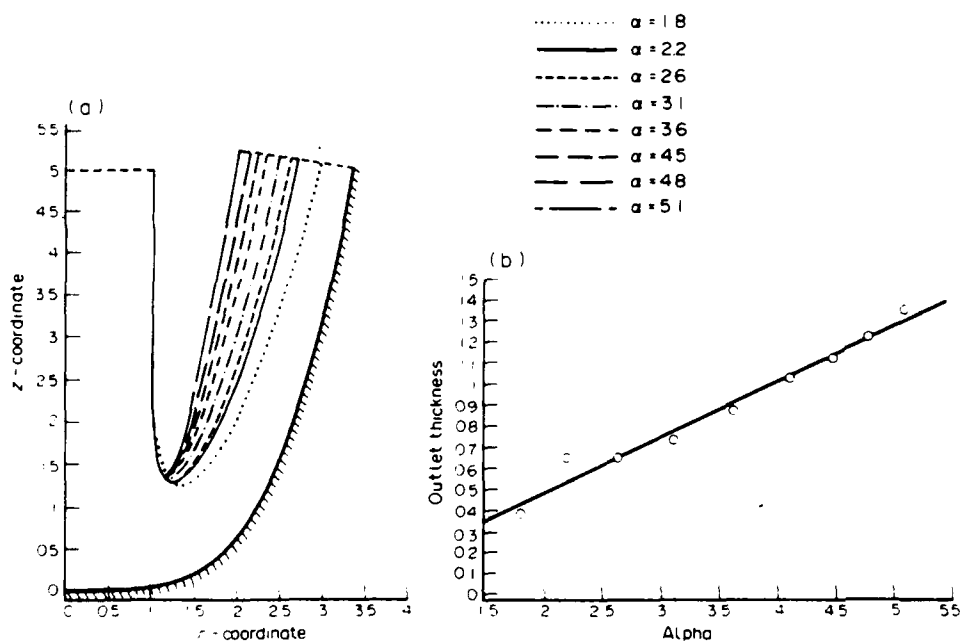 α = 1 8
α = 2 2
α = 2 6
α = 3 1
α = 3 6
α = 4 5
α = 4 8
α = 5 1
(a)
5 5
5
4 5
4
3 5
3
2 5
2
1 5
1
0 5
0
z - coordinate
0 0 5 1 1 5 2 2 5 3 3 5 4
r - coordinate
(b)
1 5
1 4
1 3
1 2
1 1
1
0 9
0 8
0 7
0 6
0 5
0 4
0 3
0 2
0 1
0
Outlet thickness
1 5 2 2 5 3 3 5 4 4 5 5 5 5
Alpha